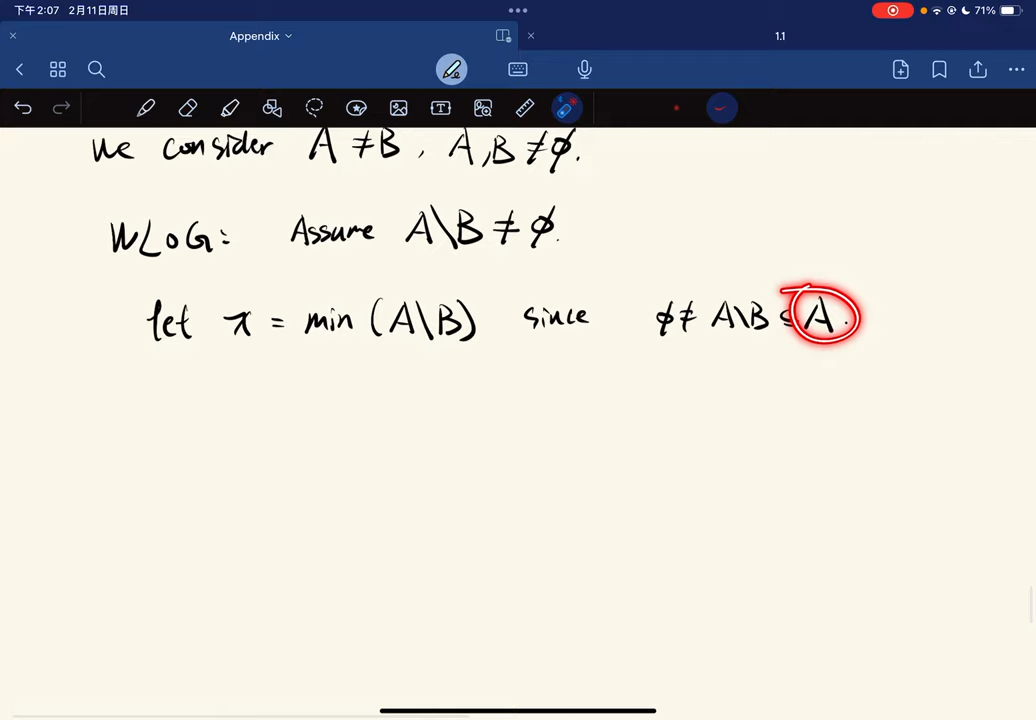 下午2:07 2月11日周日
71%
Appendix
1.1
We consider A ≠ B , A,B ≠ ϕ.
WLOG: Assume A\B ≠ ϕ.
let x = min (A\B) since ϕ ≠ A\B ⊆ A.